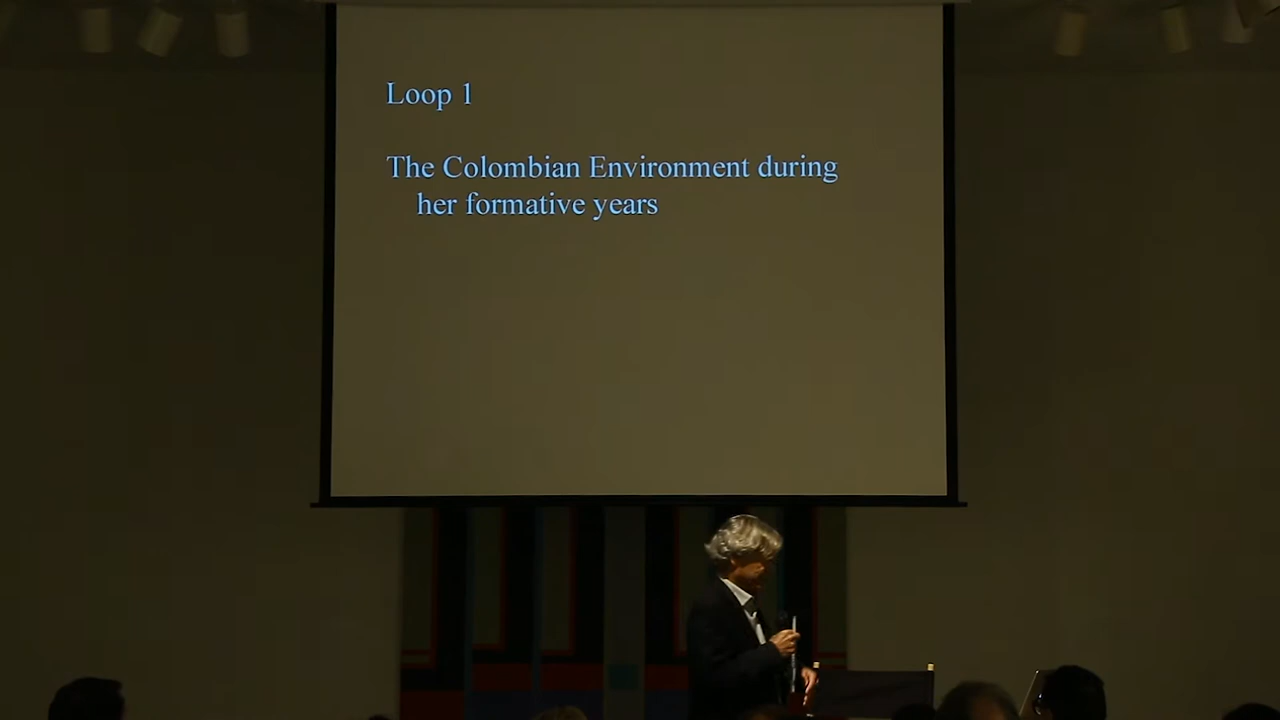 Loop 1
The Colombian Environment during
her formative years